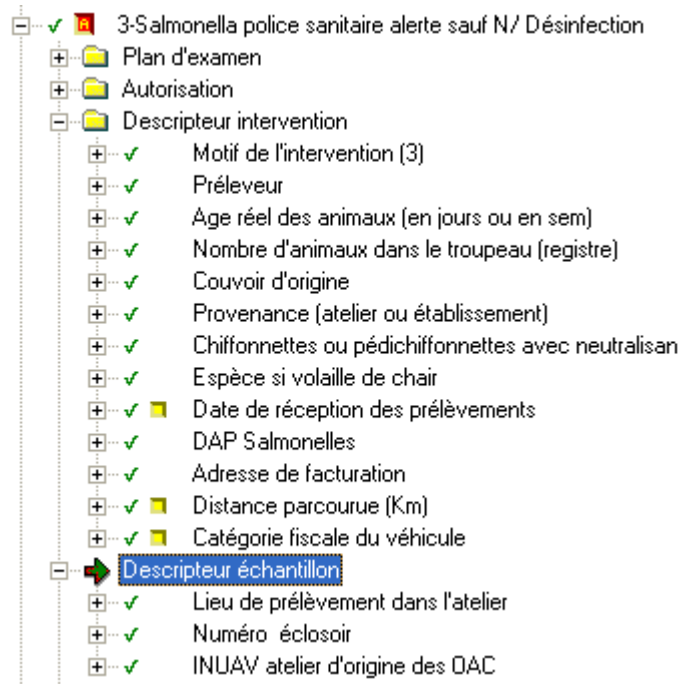 3-Salmonella police sanitaire alerte sauf N/ Désinfection
Plan d'examen
Autorisation
Descripteur intervention
Motif de l'intervention (3)
Préleveur
Age réel des animaux (en jours ou en sem)
Nombre d'animaux dans le troupeau (registre)
Couvoir d'origine
Provenance (atelier ou établissement)
Chiffonnettes ou pédichiffonnettes avec neutralisan
Espèce si volaille de chair
Date de réception des prélèvements
DAP Salmonelles
Adresse de facturation
Distance parcourue (Km)
Catégorie fiscale du véhicule
Descripteur échantillon
Lieu de prélèvement dans l'atelier
Numéro éclosoir
INUAV atelier d'origine des OAC